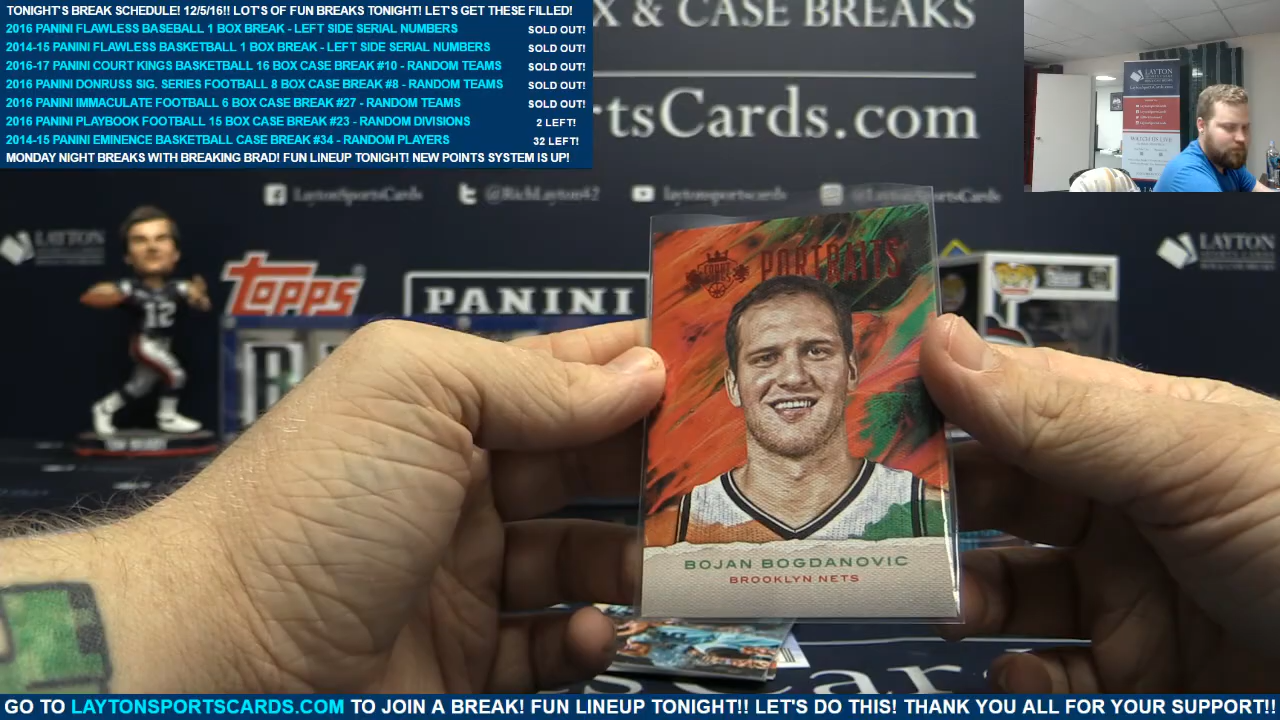 TONIGHT'S BREAK SCHEDULE! 12/5/16!! LOT'S OF FUN BREAKS TONIGHT! LET'S GET THESE FILLED!
2016 PANINI FLAWLESS BASEBALL 1 BOX BREAK - LEFT SIDE SERIAL NUMBERS SOLD OUT!
2014-15 PANINI FLAWLESS BASKETBALL 1 BOX BREAK - LEFT SIDE SERIAL NUMBERS SOLD OUT!
2016-17 PANINI COURT KINGS BASKETBALL 16 BOX CASE BREAK #10 - RANDOM TEAMS SOLD OUT!
2016 PANINI DONRUSS SIG. SERIES FOOTBALL 8 BOX CASE BREAK #8 - RANDOM TEAMS SOLD OUT!
2016 PANINI IMMACULATE FOOTBALL 6 BOX CASE BREAK #27 - RANDOM TEAMS SOLD OUT!
2016 PANINI PLAYBOOK FOOTBALL 15 BOX CASE BREAK #23 - RANDOM DIVISIONS 2 LEFT!
2014-15 PANINI EMINENCE BASKETBALL CASE BREAK #34 - RANDOM PLAYERS 32 LEFT!
MONDAY NIGHT BREAKS WITH BREAKING BRAD! FUN LINEUP TONIGHT! NEW POINTS SYSTEM IS UP!
X & CASE BREAKS
rtsCards.com
LaytonSportsCards @RichLayton42 laytonsportscards
LAYTON
LAYTON
LAYTON
TOPPS
PANINI
12
COURT KINGS
PORTRAITS
BOJAN BOGDANOVIC
BROOKLYN NETS
GO TO LAYTONSPORTSCARDS.COM TO JOIN A BREAK! FUN LINEUP TONIGHT!! LET'S DO THIS! THANK YOU ALL FOR YOUR SUPPORT!!